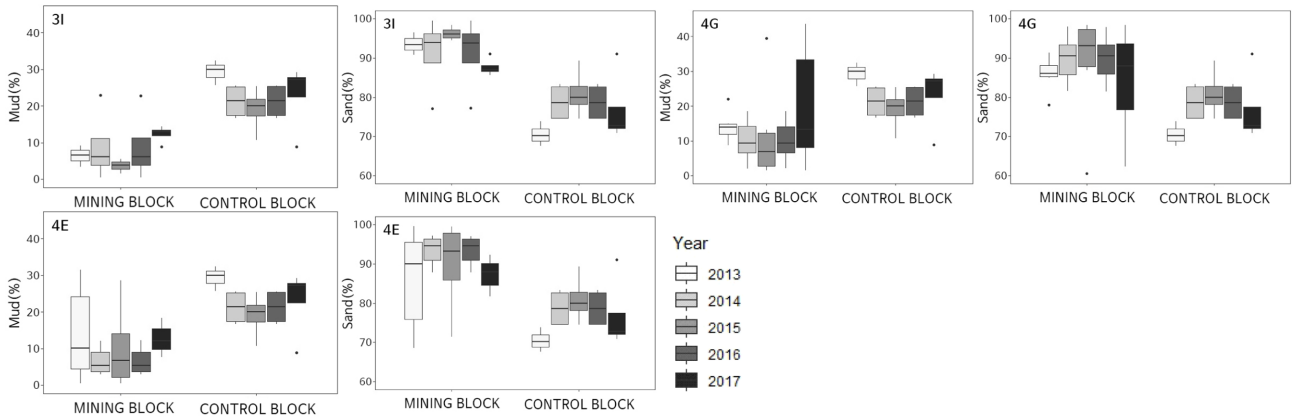 3I
Mud(%)
40
30
20
10
0
MINING BLOCK CONTROL BLOCK
3I
Sand(%)
100
90
80
70
60
MINING BLOCK CONTROL BLOCK
4G
Mud(%)
40
30
20
10
0
MINING BLOCK CONTROL BLOCK
4G
Sand(%)
100
90
80
70
60
MINING BLOCK CONTROL BLOCK
4E
Mud(%)
40
30
20
10
0
MINING BLOCK CONTROL BLOCK
4E
Sand(%)
100
90
80
70
60
MINING BLOCK CONTROL BLOCK
Year
2013
2014
2015
2016
2017